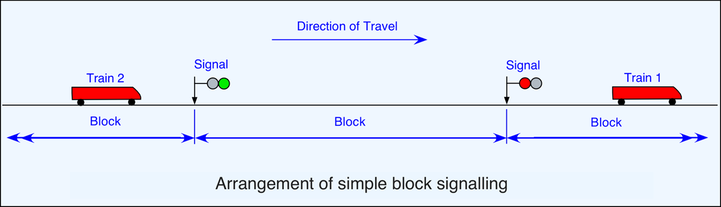 Direction of Travel
Signal
Signal
Train 2
Train 1
Block
Block
Block
Arrangement of simple block signalling